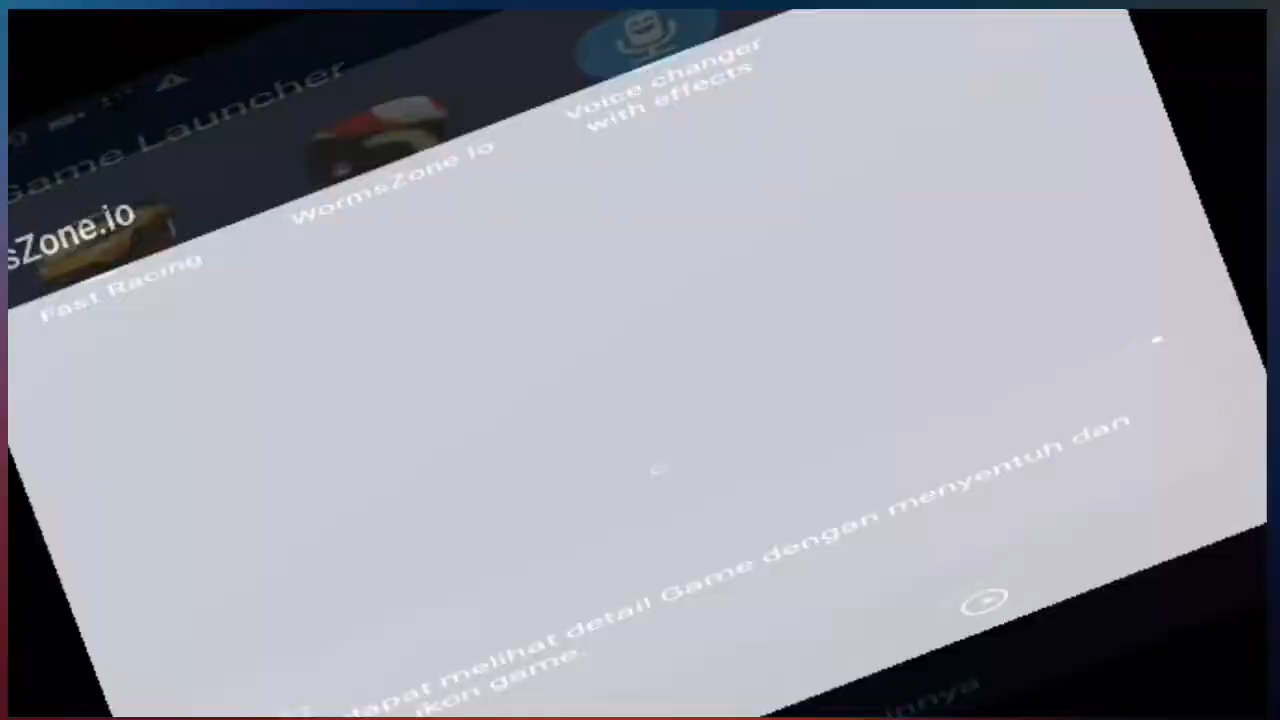 Game Launcher
sZone.io
Fast Racing
WormsZone io
Voice changer
with effects
dapat melihat detail Game dengan menyentuh dan
ikon game.
innya